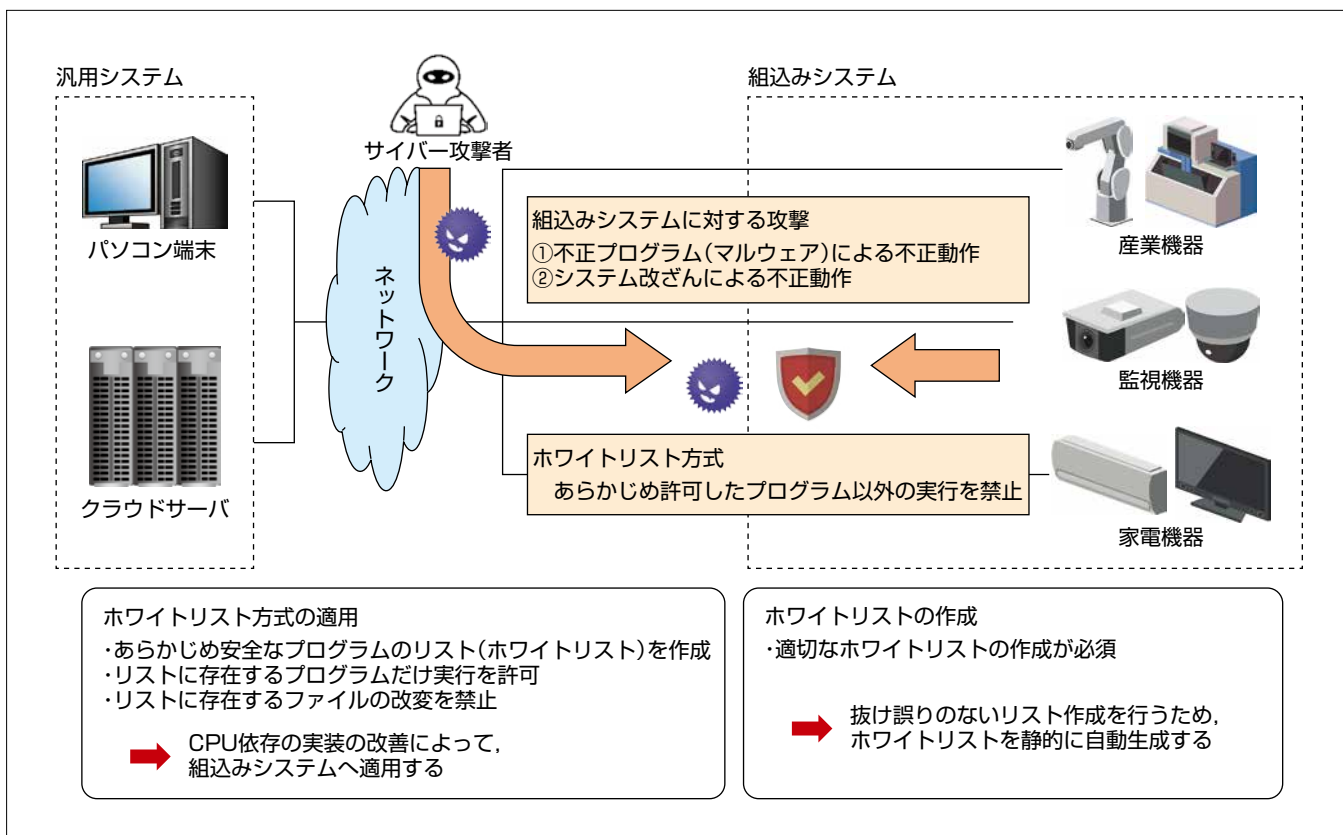 汎用システム
サイバー攻撃者
組込みシステム
パソコン端末
クラウドサーバ
ネットワーク
組込みシステムに対する攻撃
①不正プログラム(マルウェア)による不正動作
②システム改ざんによる不正動作
産業機器
監視機器
ホワイトリスト方式
あらかじめ許可したプログラム以外の実行を禁止
家電機器
ホワイトリスト方式の適用
・あらかじめ安全なプログラムのリスト(ホワイトリスト)を作成
・リストに存在するプログラムだけ実行を許可
・リストに存在するファイルの改変を禁止
CPU依存の実装の改善によって,
組込みシステムへ適用する
ホワイトリストの作成
・適切なホワイトリストの作成が必須
抜け誤りのないリスト作成を行うため,
ホワイトリストを静的に自動生成する